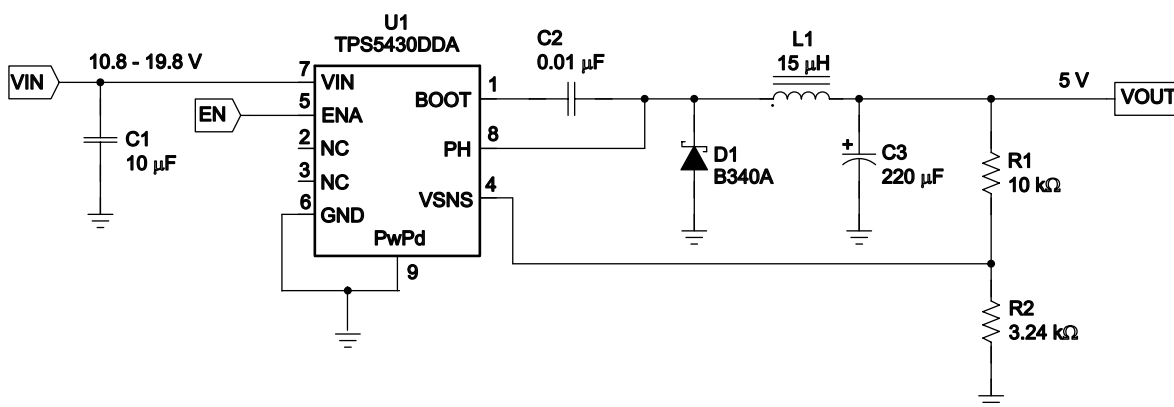 U1
TPS5430DDA
VIN
10.8 - 19.8 V
EN
C1
10 μF
7
5
2
3
6
VIN
ENA
NC
NC
GND
BOOT
PH
VSNS
PwPd
1
8
4
9
C2
0.01 μF
L1
15 μH
D1
B340A
+
C3
220 μF
5 V
VOUT
R1
10 kΩ
R2
3.24 kΩ